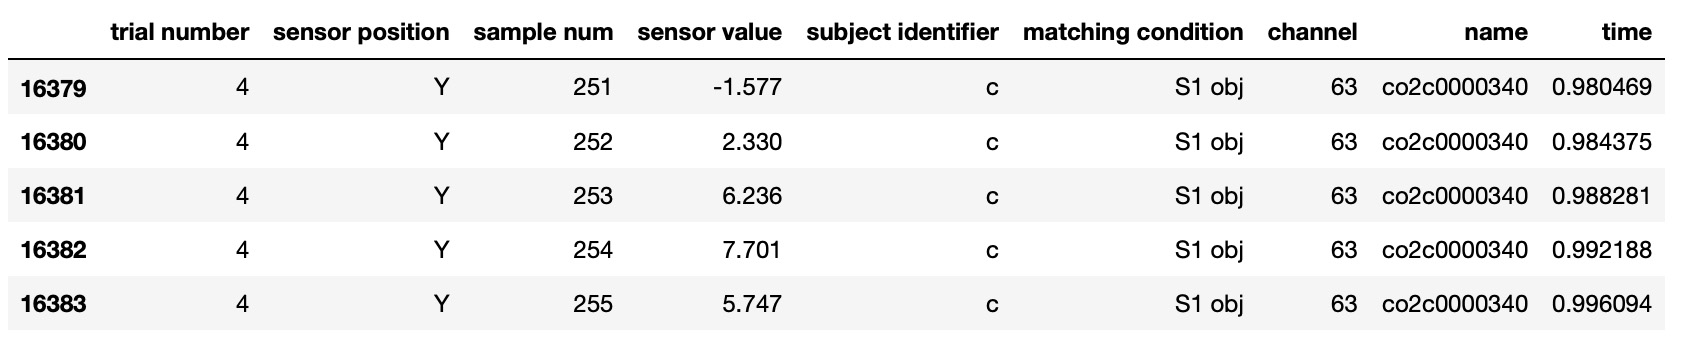 trial number sensor position sample num sensor value subject identifier matching condition channel name time
16379 4 Y 251 -1.577 c S1 obj 63 co2c0000340 0.980469
16380 4 Y 252 2.330 c S1 obj 63 co2c0000340 0.984375
16381 4 Y 253 6.236 c S1 obj 63 co2c0000340 0.988281
16382 4 Y 254 7.701 c S1 obj 63 co2c0000340 0.992188
16383 4 Y 255 5.747 c S1 obj 63 co2c0000340 0.996094